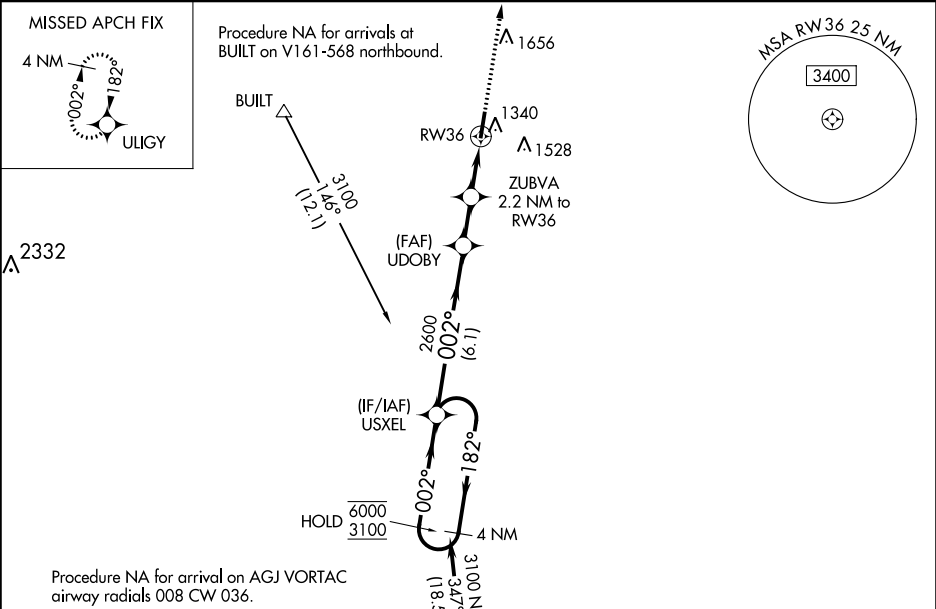 MISSED APCH FIX
4 NM
002°
182°
ULIGY
Procedure NA for arrivals at
BUILT on V161-568 northbound.
BUILT
3100
146°
(12.1)
1656
1340
RW36
1528
ZUBVA
2.2 NM to
RW36
(FAF)
UDOBY
MSA RW36 25 NM
3400
2332
2600
002°
(6.1)
(IF/IAF)
USXEL
002°
182°
HOLD
6000
3100
4 NM
Procedure NA for arrival on AGJ VORTAC
airway radials 008 CW 036.
3100
347°